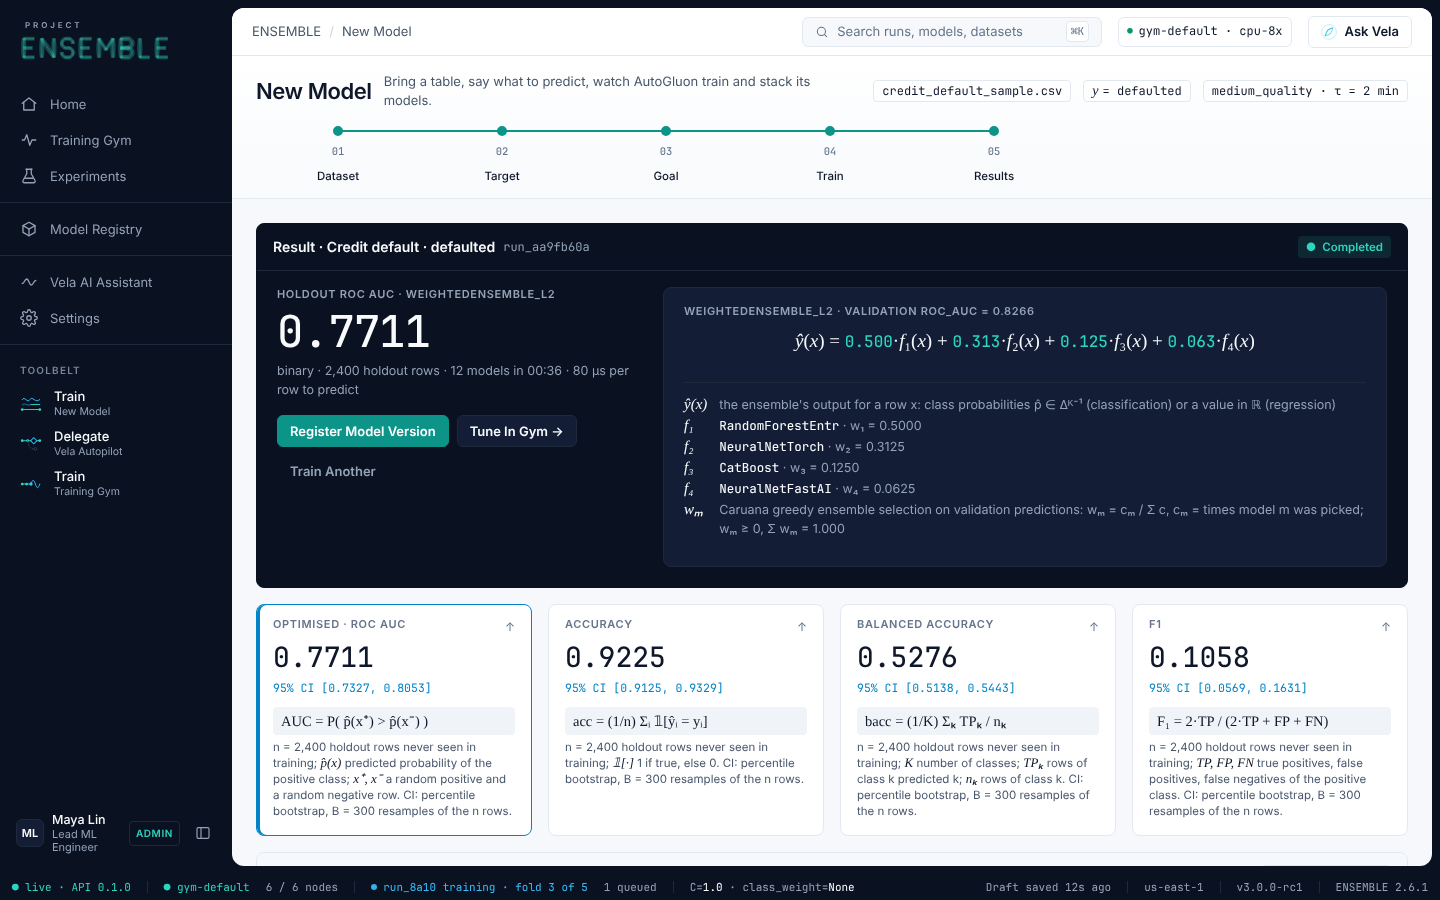 PROJECT
ENSEMBLE
Home
Training Gym
Experiments
Model Registry
Vela AI Assistant
Settings
TOOLBELT
Train
New Model
Delegate
Vela Autopilot
Train
Training Gym
ML
Maya Lin
Lead ML
Engineer
ADMIN
ENSEMBLE / New Model
Search runs, models, datasets ⌘K
gym-default · cpu-8x
Ask Vela
New Model
Bring a table, say what to predict, watch AutoGluon train and stack its
models.
credit_default_sample.csv
y = defaulted
medium_quality · τ = 2 min
01 02 03 04 05
Dataset Target Goal Train Results
Result · Credit default · defaulted run_aa9fb60a
Completed
HOLDOUT ROC AUC · WEIGHTEDENSEMBLE_L2
0.7711
binary · 2,400 holdout rows · 12 models in 00:36 · 80 µs per
row to predict
Register Model Version
Tune In Gym →
Train Another
WEIGHTEDENSEMBLE_L2 · VALIDATION ROC_AUC = 0.8266
ŷ(x) = 0.500·f₁(x) + 0.313·f₂(x) + 0.125·f₃(x) + 0.063·f₄(x)
ŷ(x) the ensemble's output for a row x: class probabilities p̂ ∈ Δᴷ⁻¹ (classification) or a value in ℝ (regression)
f₁ RandomForestEntr · w₁ = 0.5000
f₂ NeuralNetTorch · w₂ = 0.3125
f₃ CatBoost · w₃ = 0.1250
f₄ NeuralNetFastAI · w₄ = 0.0625
wₘ Caruana greedy ensemble selection on validation predictions: wₘ = cₘ / Σ c, cₘ = times model m was picked;
wₘ ≥ 0, Σ wₘ = 1.000
OPTIMISED · ROC AUC ↑
0.7711
95% CI [0.7327, 0.8053]
AUC = P( p̂(x⁺) > p̂(x⁻) )
n = 2,400 holdout rows never seen in
training; p̂(x) predicted probability of the
positive class; x⁺, x⁻ a random positive and
a random negative row. CI: percentile
bootstrap, B = 300 resamples of the n rows.
ACCURACY ↑
0.9225
95% CI [0.9125, 0.9329]
acc = (1/n) Σᵢ 𝟙[ŷᵢ = yᵢ]
n = 2,400 holdout rows never seen in
training; 𝟙[·] 1 if true, else 0. CI: percentile
bootstrap, B = 300 resamples of the n rows.
BALANCED ACCURACY ↑
0.5276
95% CI [0.5138, 0.5443]
bacc = (1/K) Σₖ TPₖ / nₖ
n = 2,400 holdout rows never seen in
training; K number of classes; TPₖ rows of
class k predicted k; nₖ rows of class k. CI:
percentile bootstrap, B = 300 resamples of
the n rows.
F1 ↑
0.1058
95% CI [0.0569, 0.1631]
F₁ = 2·TP / (2·TP + FP + FN)
n = 2,400 holdout rows never seen in
training; TP, FP, FN true positives, false
positives, false negatives of the positive
class. CI: percentile bootstrap, B = 300
resamples of the n rows.
live · API 0.1.0
gym-default 6 / 6 nodes
run_8a10 training · fold 3 of 5 1 queued
C=1.0 · class_weight=None
Draft saved 12s ago
us-east-1
v3.0.0-rc1
ENSEMBLE 2.6.1